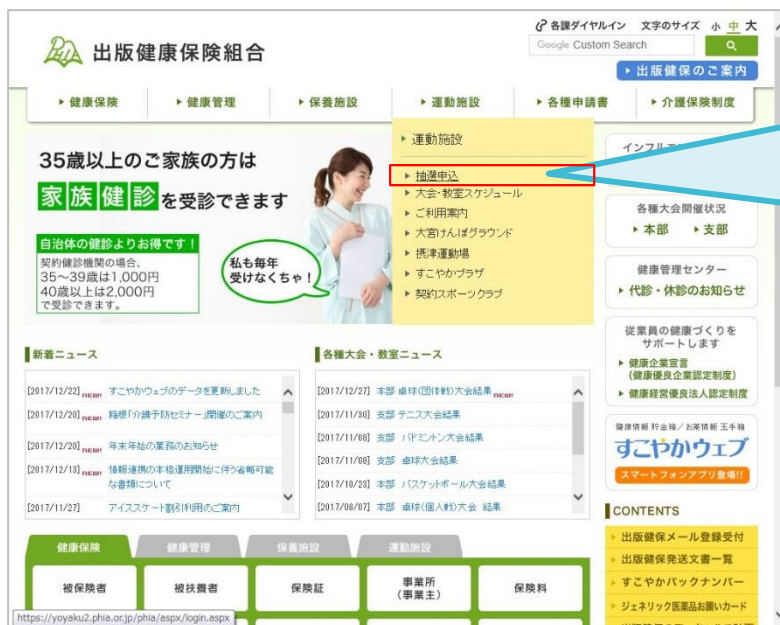 各課ダイヤルイン 文字のサイズ 小 中 大
PHIA 出版健康保険組合
Google Custom Search
出版健保のご案内
健康保険 健康管理 保養施設 運動施設 各種申請書 介護保険制度
35歳以上のご家族の方は
家族健診を受診できます
自治体の健診よりお得です！
契約健診機関の場合、
35～39歳は1,000円
40歳以上は2,000円
で受診できます。
私も毎年
受けなくちゃ！
運動施設
抽選申込
大会・教室スケジュール
ご利用案内
大宮けんぽグラウンド
摂津運動場
すこやかプラザ
契約スポーツクラブ
各種大会開催状況
本部 支部
健康管理センター
代診・休診のお知らせ
従業員の健康づくりを
サポートします
健康企業宣言
(健康優良企業認定制度)
健康経営優良法人認定制度
新着ニュース
[2017/12/22] NEW! すこやかウェブのデータを更新しました
[2017/12/20] NEW! 箱根「介護予防セミナー」開催のご案内
[2017/12/20] NEW! 年末年始の業務のお知らせ
[2017/12/13] NEW! 情報連携の本格運用開始に伴う省略可能
な書類について
[2017/11/27] アイススケート割引利用のご案内
各種大会・教室ニュース
[2017/12/27] 本部 卓球(団体戦)大会結果 NEW!
[2017/11/30] 支部 テニス大会結果
[2017/11/08] 支部 バドミントン大会結果
[2017/11/08] 支部 卓球大会結果
[2017/10/23] 本部 バスケットボール大会結果
[2017/08/07] 本部 卓球(個人戦)大会 結果
健康情報 貯金箱／お薬情報 玉手箱
すこやかウェブ
スマートフォンアプリ登場!!
CONTENTS
出版健保メール登録受付
出版健保発送文書一覧
すこやかバックナンバー
ジェネリック医薬品お願いカード
健康保険 健康管理 保養施設 運動施設
被保険者 被扶養者 保険証 事業所
(事業主) 保険料
https://yoyaku2.phia.or.jp/phia/aspx/login.aspx